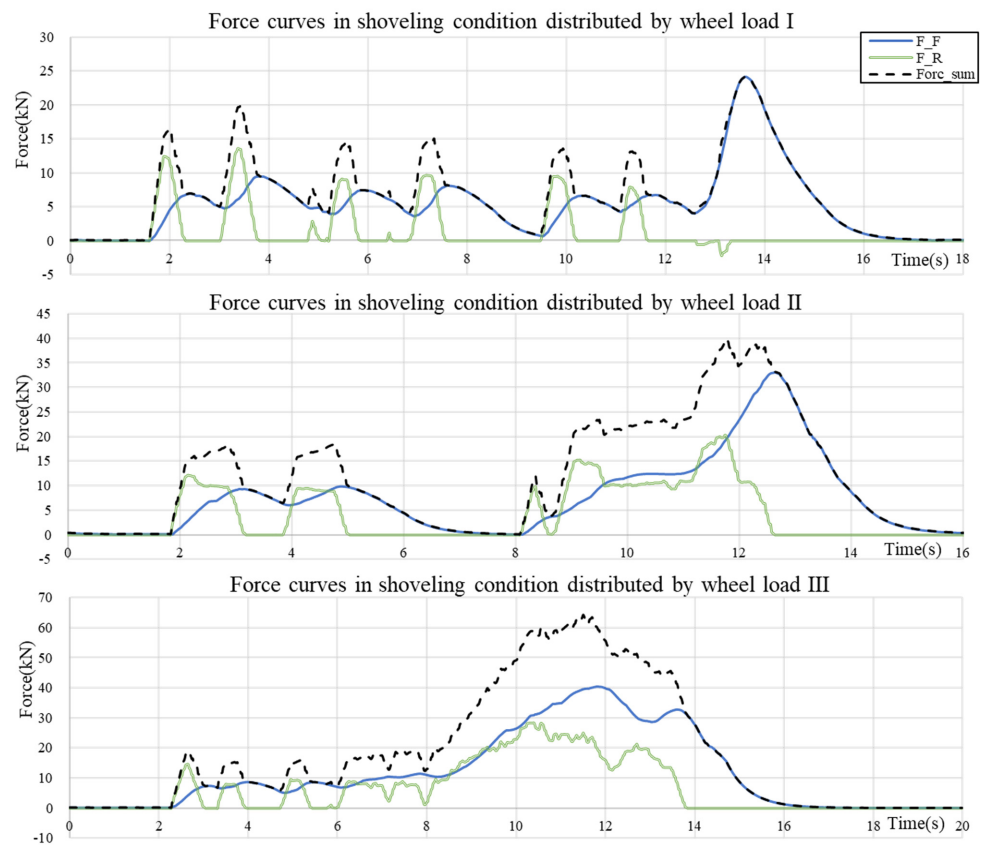 Force curves in shoveling condition distributed by wheel load I
30
25
20
15
10
5
0
-5
Force(kN)
0 2 4 6 8 10 12 14 16 18
Time(s)
F_F
F_R
Forc_sum
Force curves in shoveling condition distributed by wheel load II
45
40
35
30
25
20
15
10
5
0
-5
Force(kN)
0 2 4 6 8 10 12 14 16
Time(s)
Force curves in shoveling condition distributed by wheel load III
70
60
50
40
30
20
10
0
-10
Force(kN)
0 2 4 6 8 10 12 14 16 18 20
Time(s)